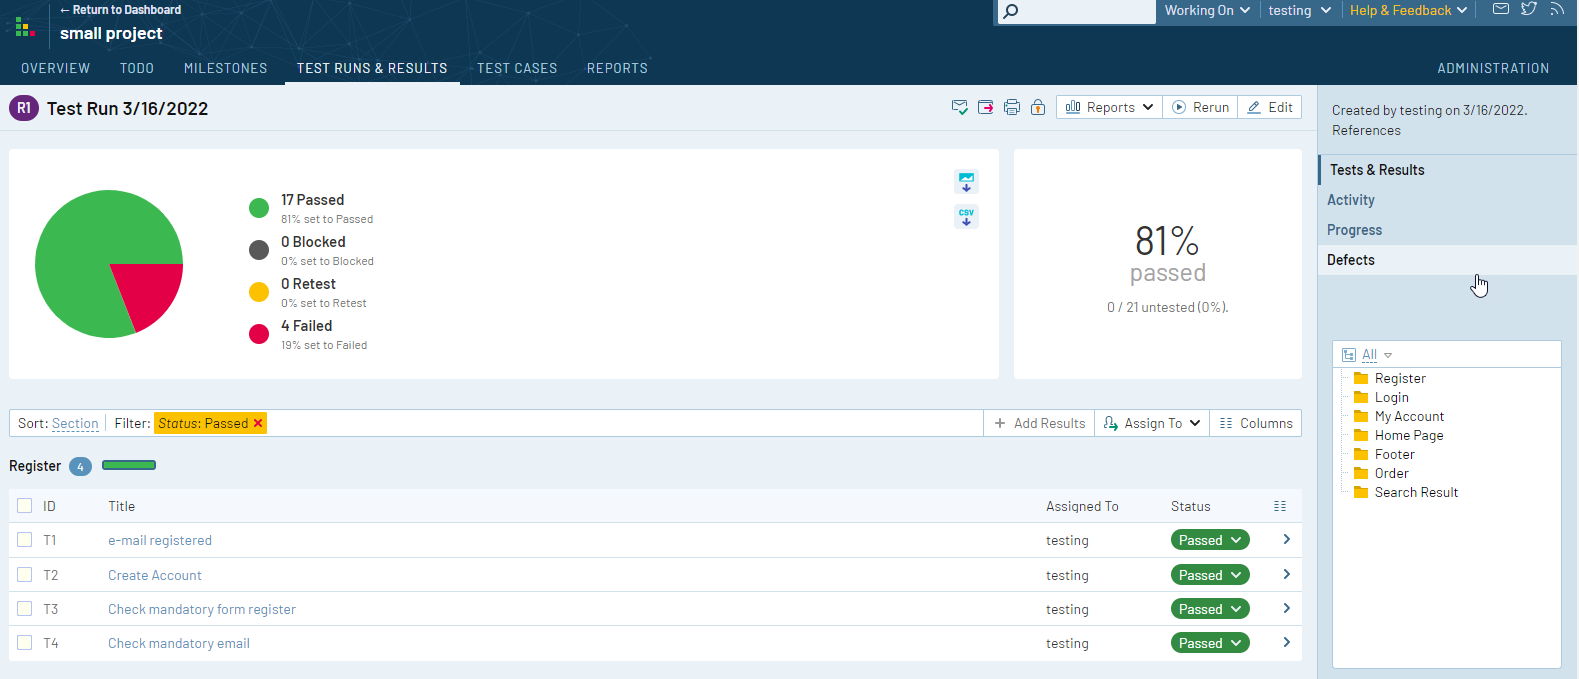 ← Return to Dashboard
small project
Working On
testing
Help & Feedback
OVERVIEW
TODO
MILESTONES
TEST RUNS & RESULTS
TEST CASES
REPORTS
ADMINISTRATION
R1
Test Run 3/16/2022
Reports
Rerun
Edit
17 Passed
81% set to Passed
0 Blocked
0% set to Blocked
0 Retest
0% set to Retest
4 Failed
19% set to Failed
CSV
81%
passed
0 / 21 untested (0%).
Created by testing on 3/16/2022.
References
Tests & Results
Activity
Progress
Defects
All
Register
Login
My Account
Home Page
Footer
Order
Search Result
Sort: Section
Filter: Status: Passed
Add Results
Assign To
Columns
Register 4
ID Title Assigned To Status
T1 e-mail registered testing Passed
T2 Create Account testing Passed
T3 Check mandatory form register testing Passed
T4 Check mandatory email testing Passed